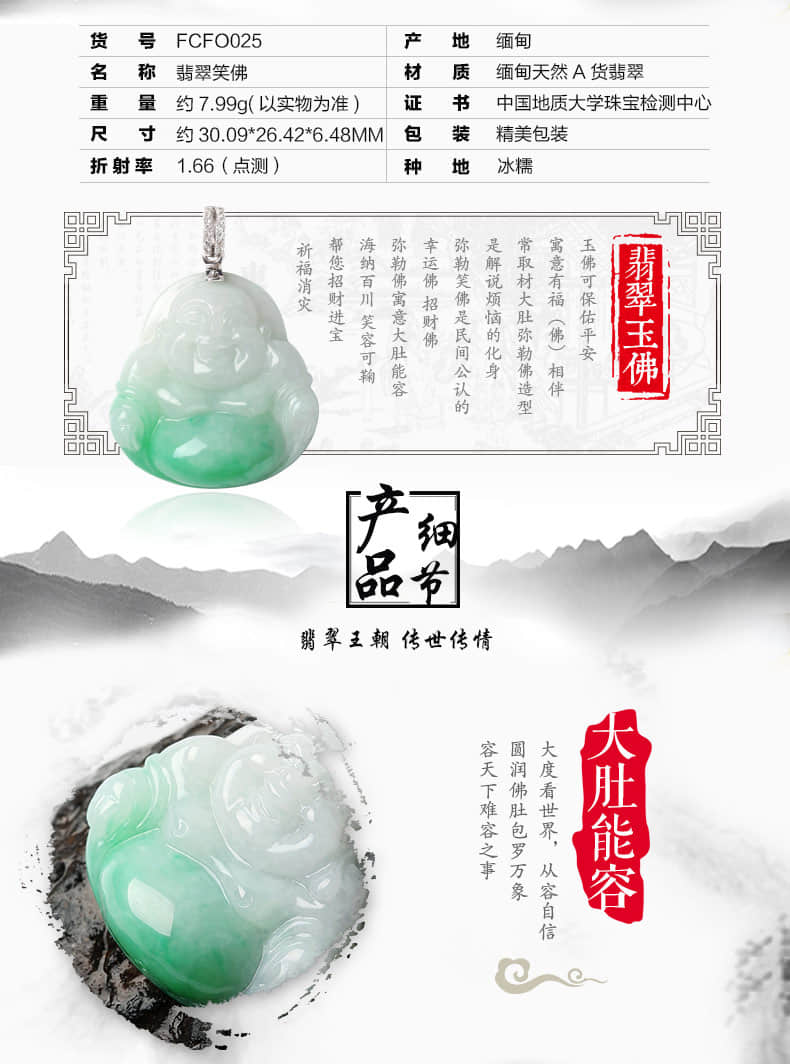 货号 FCFO025 产地 缅甸
名称 翡翠笑佛 材质 缅甸天然 A 货翡翠
重量 约 7.99g( 以实物为准 ) 证书 中国地质大学珠宝检测中心
尺寸 约 30.09*26.42*6.48MM 包装 精美包装
折射率 1.66（点测） 种地 冰糯
翡翠玉佛
玉佛可保佑平安
寓意有福（佛）相伴
常取材大肚弥勒佛造型
是解说烦恼的化身
弥勒笑佛是民间公认的
幸运佛 招财佛
弥勒佛寓意大肚能容
海纳百川 笑容可鞠
帮您招财进宝
祈福消灾
产品
细节
翡翠王朝 传世传情
大肚能容
大度看世界，从容自信
圆润佛肚包罗万象
容天下难容之事